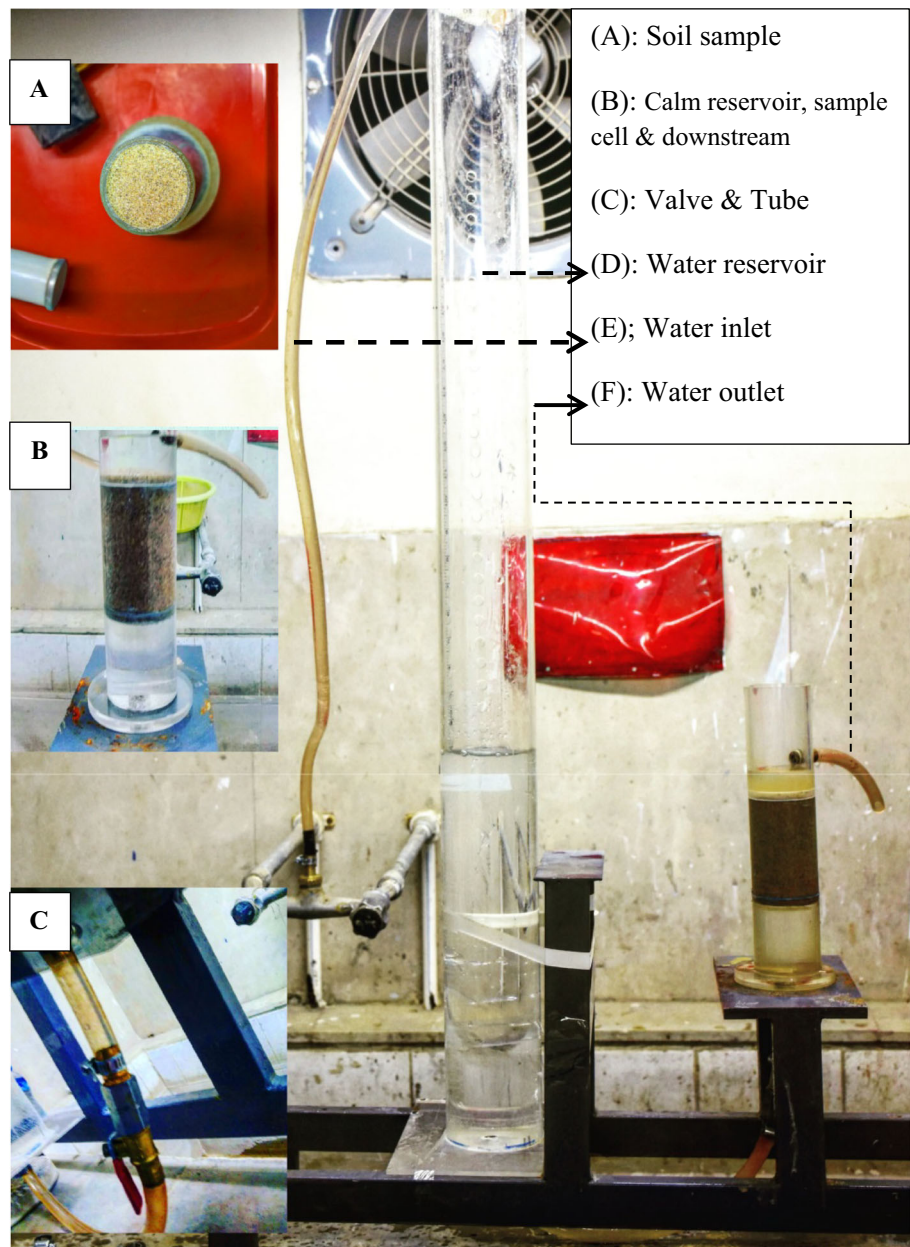 A
B
C
(A): Soil sample
(B): Calm reservoir, sample
cell & downstream
(C): Valve & Tube
(D): Water reservoir
(E); Water inlet
(F): Water outlet